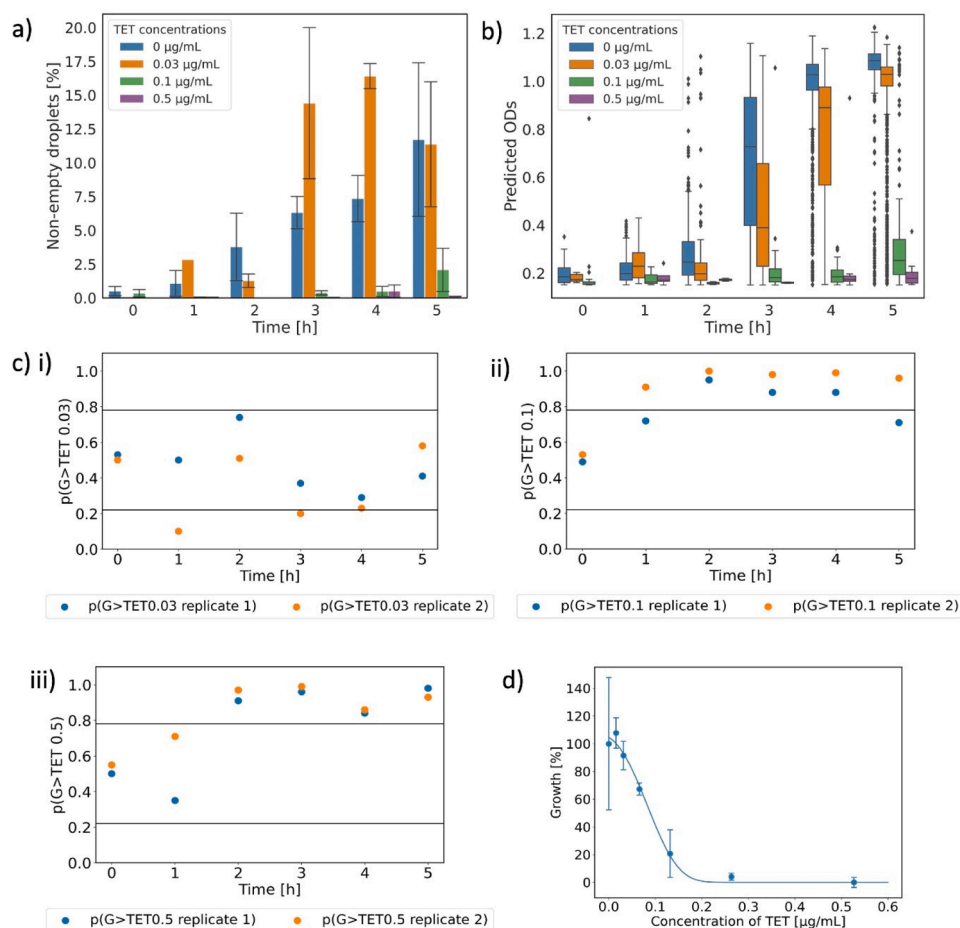 a)
TET concentrations
0 µg/mL
0.03 µg/mL
0.1 µg/mL
0.5 µg/mL
Non-empty droplets [%]
20.0
17.5
15.0
12.5
10.0
7.5
5.0
2.5
0.0
0 1 2 3 4 5
Time [h]
b)
TET concentrations
0 µg/mL
0.03 µg/mL
0.1 µg/mL
0.5 µg/mL
Predicted ODs
1.2
1.0
0.8
0.6
0.4
0.2
0 1 2 3 4 5
Time [h]
c) i)
p(G>TET 0.03)
1.0
0.8
0.6
0.4
0.2
0.0
0 1 2 3 4 5
Time [h]
p(G>TET0.03 replicate 1) p(G>TET0.03 replicate 2)
ii)
p(G>TET 0.1)
1.0
0.8
0.6
0.4
0.2
0.0
0 1 2 3 4 5
Time [h]
p(G>TET0.1 replicate 1) p(G>TET0.1 replicate 2)
iii)
p(G>TET 0.5)
1.0
0.8
0.6
0.4
0.2
0.0
0 1 2 3 4 5
Time [h]
p(G>TET0.5 replicate 1) p(G>TET0.5 replicate 2)
d)
Growth [%]
140
120
100
80
60
40
20
0
0.0 0.1 0.2 0.3 0.4 0.5 0.6
Concentration of TET [µg/mL]